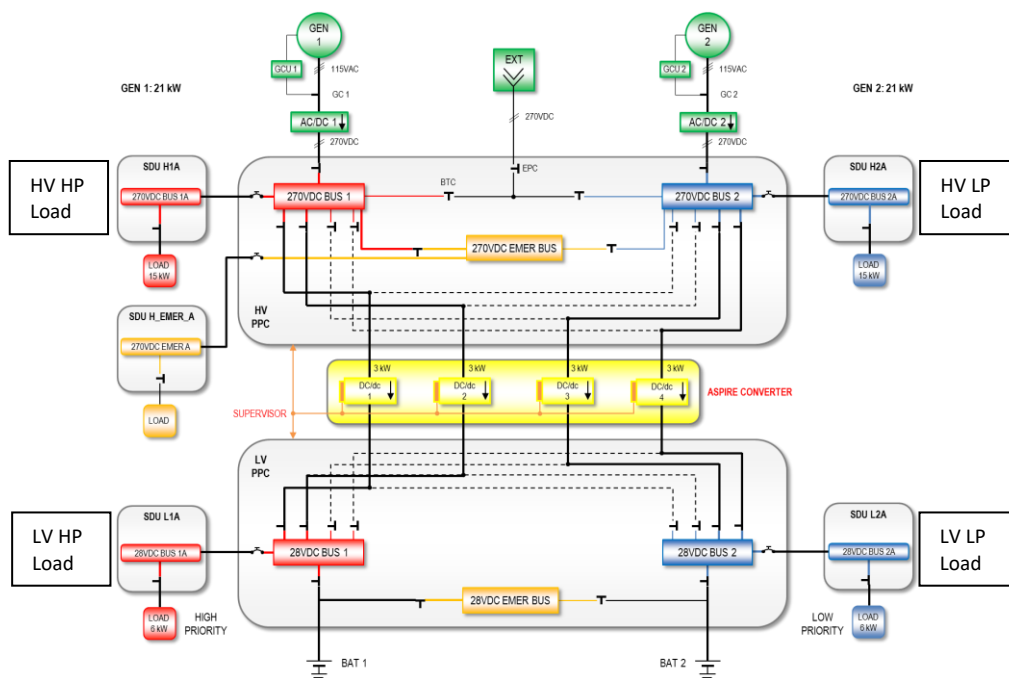 GEN
1
GCU 1
115VAC
GC 1
GEN 1: 21 kW
AC/DC 1
270VDC
EXT
270VDC
EPC
GEN
2
GCU 2
115VAC
GC 2
GEN 2: 21 kW
AC/DC 2
270VDC
HV HP
Load
SDU H1A
270VDC BUS 1A
LOAD
15 kW
270VDC BUS 1
BTC
270VDC BUS 2
270VDC EMER BUS
SDU H2A
270VDC BUS 2A
LOAD
15 kW
HV LP
Load
SDU H_EMER_A
270VDC EMER A
LOAD
HV
PPC
3 kW
3 kW
3 kW
3 kW
DC/dc
1
DC/dc
2
DC/dc
3
DC/dc
4
ASPIRE CONVERTER
SUPERVISOR
LV
PPC
LV HP
Load
SDU L1A
28VDC BUS 1A
LOAD
6 kW
HIGH
PRIORITY
28VDC BUS 1
28VDC BUS 2
28VDC EMER BUS
SDU L2A
28VDC BUS 2A
LOAD
6 kW
LOW
PRIORITY
LV LP
Load
BAT 1
BAT 2